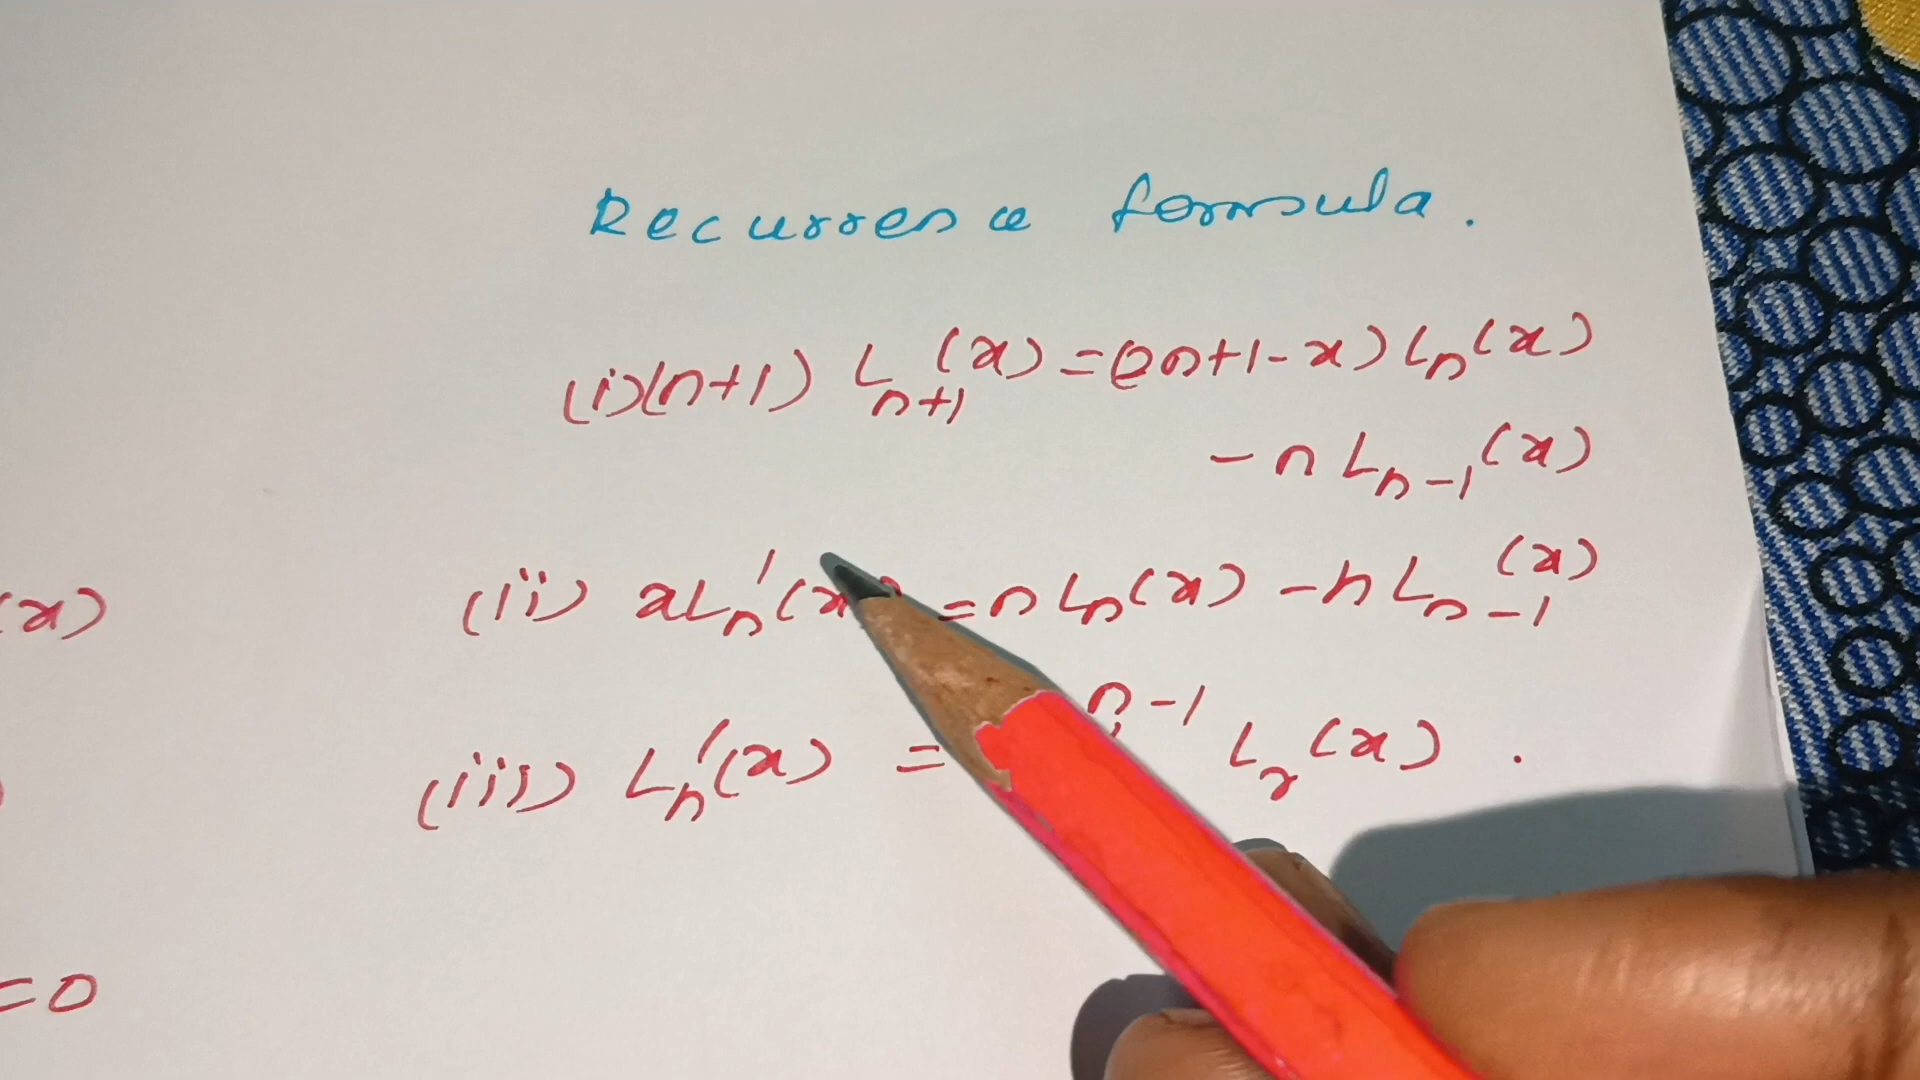 Recurrence formula.
(i) (n+1) L_{n+1}(x) = (2n+1-x) L_n(x)
- n L_{n-1}(x)
(x)
(ii) xL_n'(x) = n L_n(x) - n L_{n-1}(x)
(iii) L_n'(x) = n-1 L_r(x).
=0